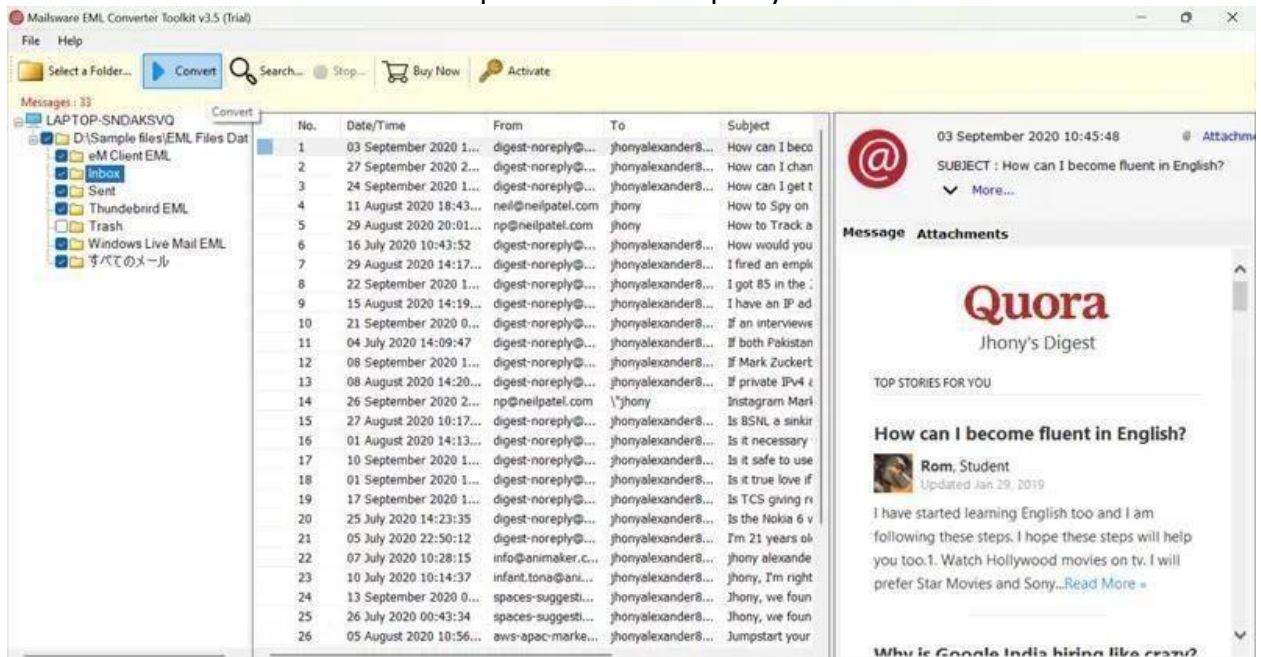 Mailsware EML Converter Toolkit v3.5 (Trial)
File Help
Select a Folder... Convert Search... Stop... Buy Now Activate
Messages : 33
Convert
LAPTOP-SNDAKSVQ
D:\Sample files\EML Files Dat
eM Client EML
Inbox
Sent
Thundebrird EML
Trash
Windows Live Mail EML
すべてのメール
No. Date/Time From To Subject
1 03 September 2020 1... digest-noreply@... jhonyalexander8... How can I beco
2 27 September 2020 2... digest-noreply@... jhonyalexander8... How can I chan
3 24 September 2020 1... digest-noreply@... jhonyalexander8... How can I get t
4 11 August 2020 18:43... neil@neilpatel.com jhony How to Spy on
5 29 August 2020 20:01... np@neilpatel.com jhony How to Track a
6 16 July 2020 10:43:52 digest-noreply@... jhonyalexander8... How would you
7 29 August 2020 14:17... digest-noreply@... jhonyalexander8... I fired an emplo
8 22 September 2020 1... digest-noreply@... jhonyalexander8... I got 85 in the
9 15 August 2020 14:19... digest-noreply@... jhonyalexander8... I have an IP ad
10 21 September 2020 0... digest-noreply@... jhonyalexander8... If an interviewe
11 04 July 2020 14:09:47 digest-noreply@... jhonyalexander8... If both Pakistan
12 08 September 2020 1... digest-noreply@... jhonyalexander8... If Mark Zuckert
13 08 August 2020 14:20... digest-noreply@... jhonyalexander8... If private IPv4 a
14 26 September 2020 2... np@neilpatel.com \"jhony Instagram Mark
15 27 August 2020 10:17... digest-noreply@... jhonyalexander8... Is BSNL a sinkin
16 01 August 2020 14:13... digest-noreply@... jhonyalexander8... Is it necessary
17 10 September 2020 1... digest-noreply@... jhonyalexander8... Is it safe to use
18 01 September 2020 1... digest-noreply@... jhonyalexander8... Is it true love if
19 17 September 2020 1... digest-noreply@... jhonyalexander8... Is TCS giving re
20 25 July 2020 14:23:35 digest-noreply@... jhonyalexander8... Is the Nokia 6 v
21 05 July 2020 22:50:12 digest-noreply@... jhonyalexander8... I'm 21 years old
22 07 July 2020 10:28:15 info@animaker.c... jhonyalexander8... jhony alexande
23 10 July 2020 10:14:37 infant.tona@ani... jhonyalexander8... jhony, I'm right
24 13 September 2020 0... spaces-suggesti... jhonyalexander8... Jhony, we foun
25 26 July 2020 00:43:34 spaces-suggesti... jhonyalexander8... Jhony, we foun
26 05 August 2020 10:56... aws-apac-marke... jhonyalexander8... Jumpstart your
03 September 2020 10:45:48 Attachme
SUBJECT : How can I become fluent in English?
More...
Message Attachments
Quora
Jhony's Digest
TOP STORIES FOR YOU
How can I become fluent in English?
Rom, Student
Updated Jan 29, 2019
I have started learning English too and I am
following these steps. I hope these steps will help
you too.1. Watch Hollywood movies on tv. I will
prefer Star Movies and Sony...Read More »
Why is Google India hiring like crazy?